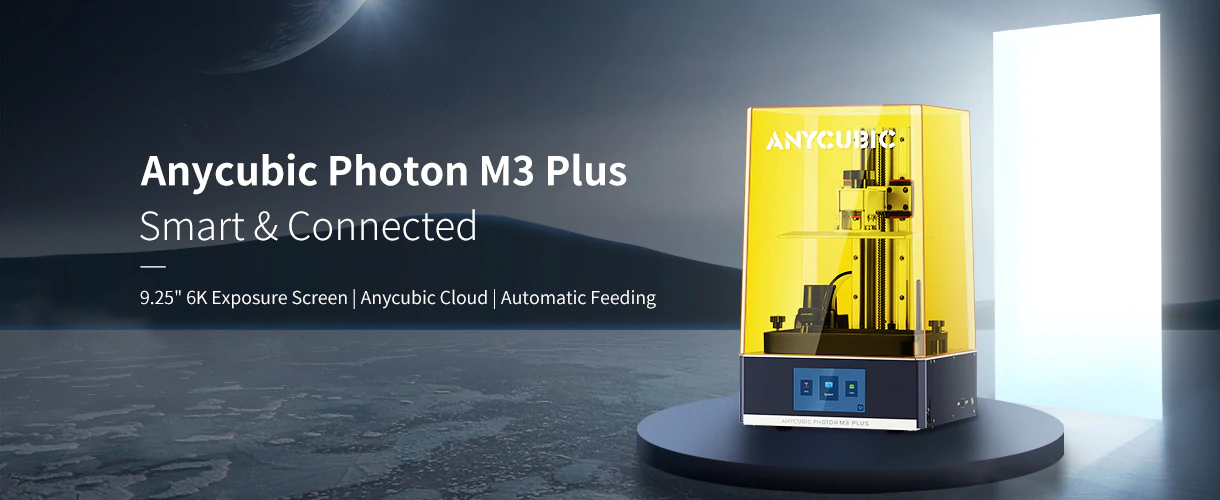 Anycubic Photon M3 Plus
Smart & Connected
9.25" 6K Exposure Screen | Anycubic Cloud | Automatic Feeding
ANYCUBIC
ANYCUBIC PHOTON M3 PLUS